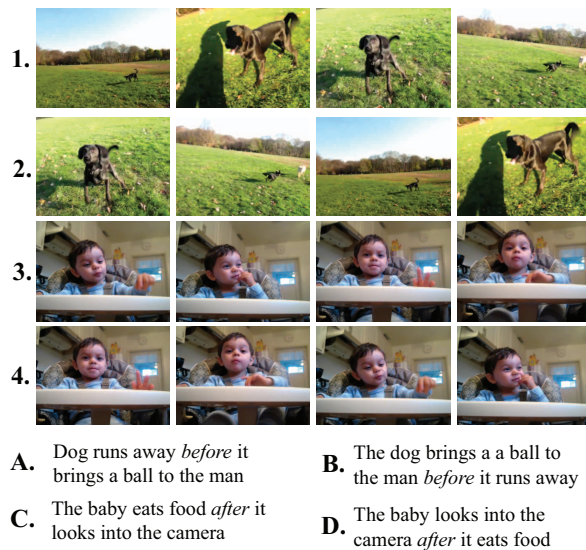 1.
2.
3.
4.
A. Dog runs away before it
brings a ball to the man
B. The dog brings a a ball to
the man before it runs away
C. The baby eats food after it
looks into the camera
D. The baby looks into the
camera after it eats food